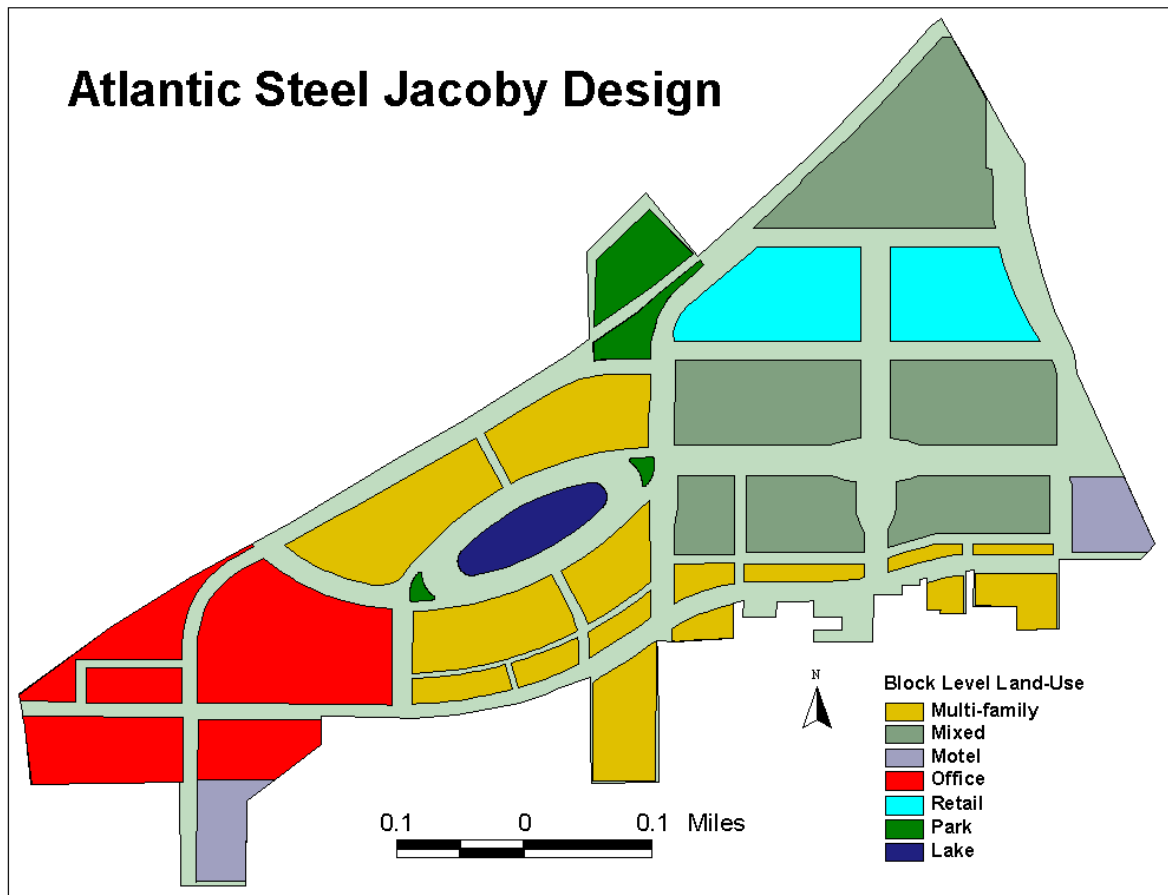 Atlantic Steel Jacoby Design
N
Block Level Land-Use
Multi-family
Mixed
Motel
Office
Retail
Park
Lake
0.1 0 0.1 Miles